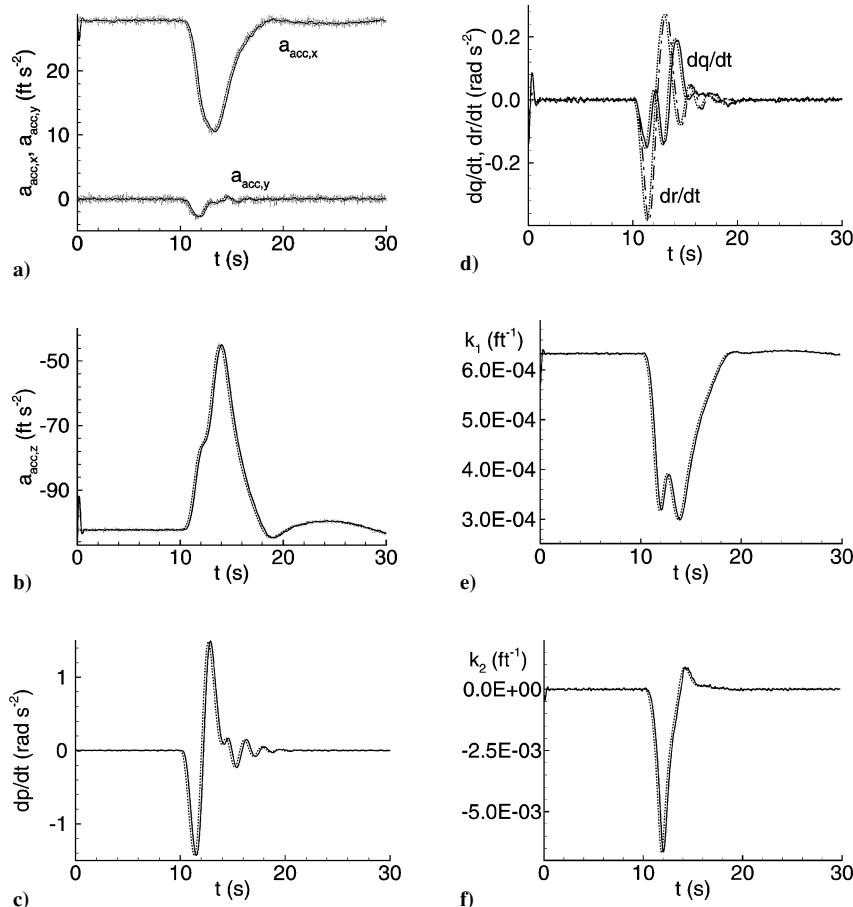 a_acc,x, a_acc,y (ft s⁻²)
20
10
0
a_acc,x
a_acc,y
0 10 20 30
t (s)
a)
a_acc,z (ft s⁻²)
-50
-70
-90
0 10 20 30
t (s)
b)
dp/dt (rad s⁻²)
1
0
-1
0 10 20 30
t (s)
c)
dq/dt, dr/dt (rad s⁻²)
0.2
0.0
-0.2
dq/dt
dr/dt
0 10 20 30
t (s)
d)
k₁ (ft⁻¹)
6.0E-04
5.0E-04
4.0E-04
3.0E-04
0 10 20 30
t (s)
e)
k₂ (ft⁻¹)
0.0E+00
-2.5E-03
-5.0E-03
0 10 20 30
t (s)
f)